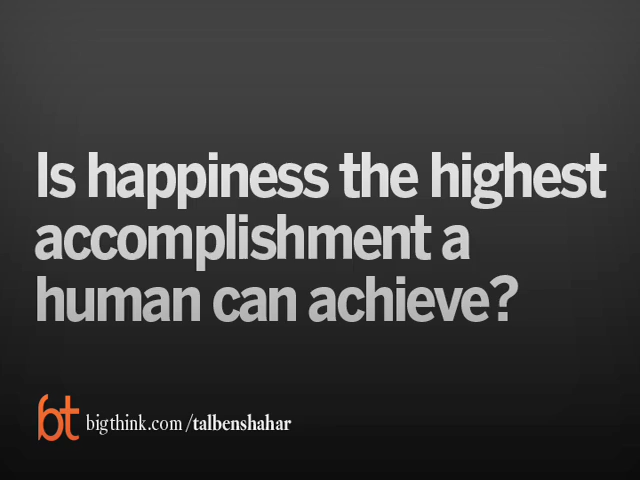 Is happiness the highest
accomplishment a
human can achieve?
bt bigthink.com/talbenshahar